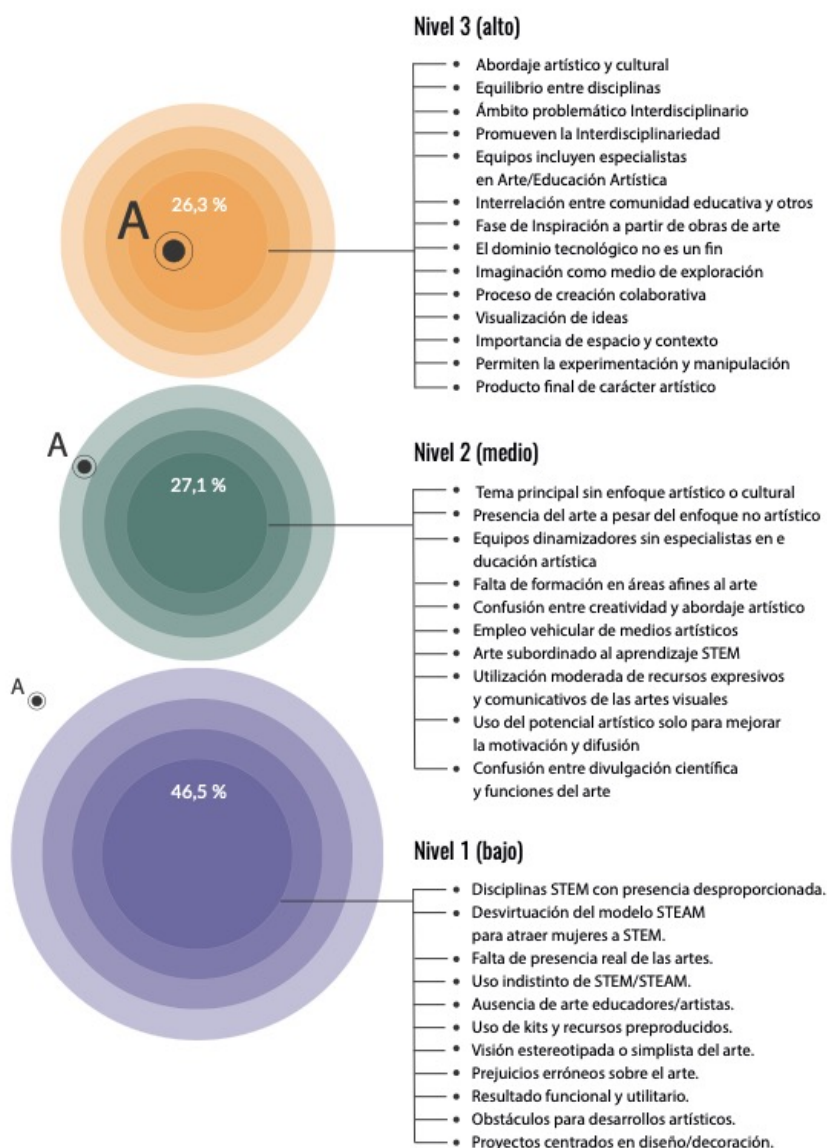 Nivel 3 (alto)
Abordaje artístico y cultural
Equilibrio entre disciplinas
Ámbito problemático Interdisciplinario
Promueven la Interdisciplinariedad
Equipos incluyen especialistas
en Arte/Educación Artística
Interrelación entre comunidad educativa y otros
Fase de Inspiración a partir de obras de arte
El dominio tecnológico no es un fin
Imaginación como medio de exploración
Proceso de creación colaborativa
Visualización de ideas
Importancia de espacio y contexto
Permiten la experimentación y manipulación
Producto final de carácter artístico
26,3 %
A
Nivel 2 (medio)
Tema principal sin enfoque artístico o cultural
Presencia del arte a pesar del enfoque no artístico
Equipos dinamizadores sin especialistas en e
ducación artística
Falta de formación en áreas afines al arte
Confusión entre creatividad y abordaje artístico
Empleo vehicular de medios artísticos
Arte subordinado al aprendizaje STEM
Utilización moderada de recursos expresivos
y comunicativos de las artes visuales
Uso del potencial artístico solo para mejorar
la motivación y difusión
Confusión entre divulgación científica
y funciones del arte
A
27,1 %
Nivel 1 (bajo)
Disciplinas STEM con presencia desproporcionada.
Desvirtuación del modelo STEAM
para atraer mujeres a STEM.
Falta de presencia real de las artes.
Uso indistinto de STEM/STEAM.
Ausencia de arte educadores/artistas.
Uso de kits y recursos preproducidos.
Visión estereotipada o simplista del arte.
Prejuicios erróneos sobre el arte.
Resultado funcional y utilitario.
Obstáculos para desarrollos artísticos.
Proyectos centrados en diseño/decoración.
A
46,5 %